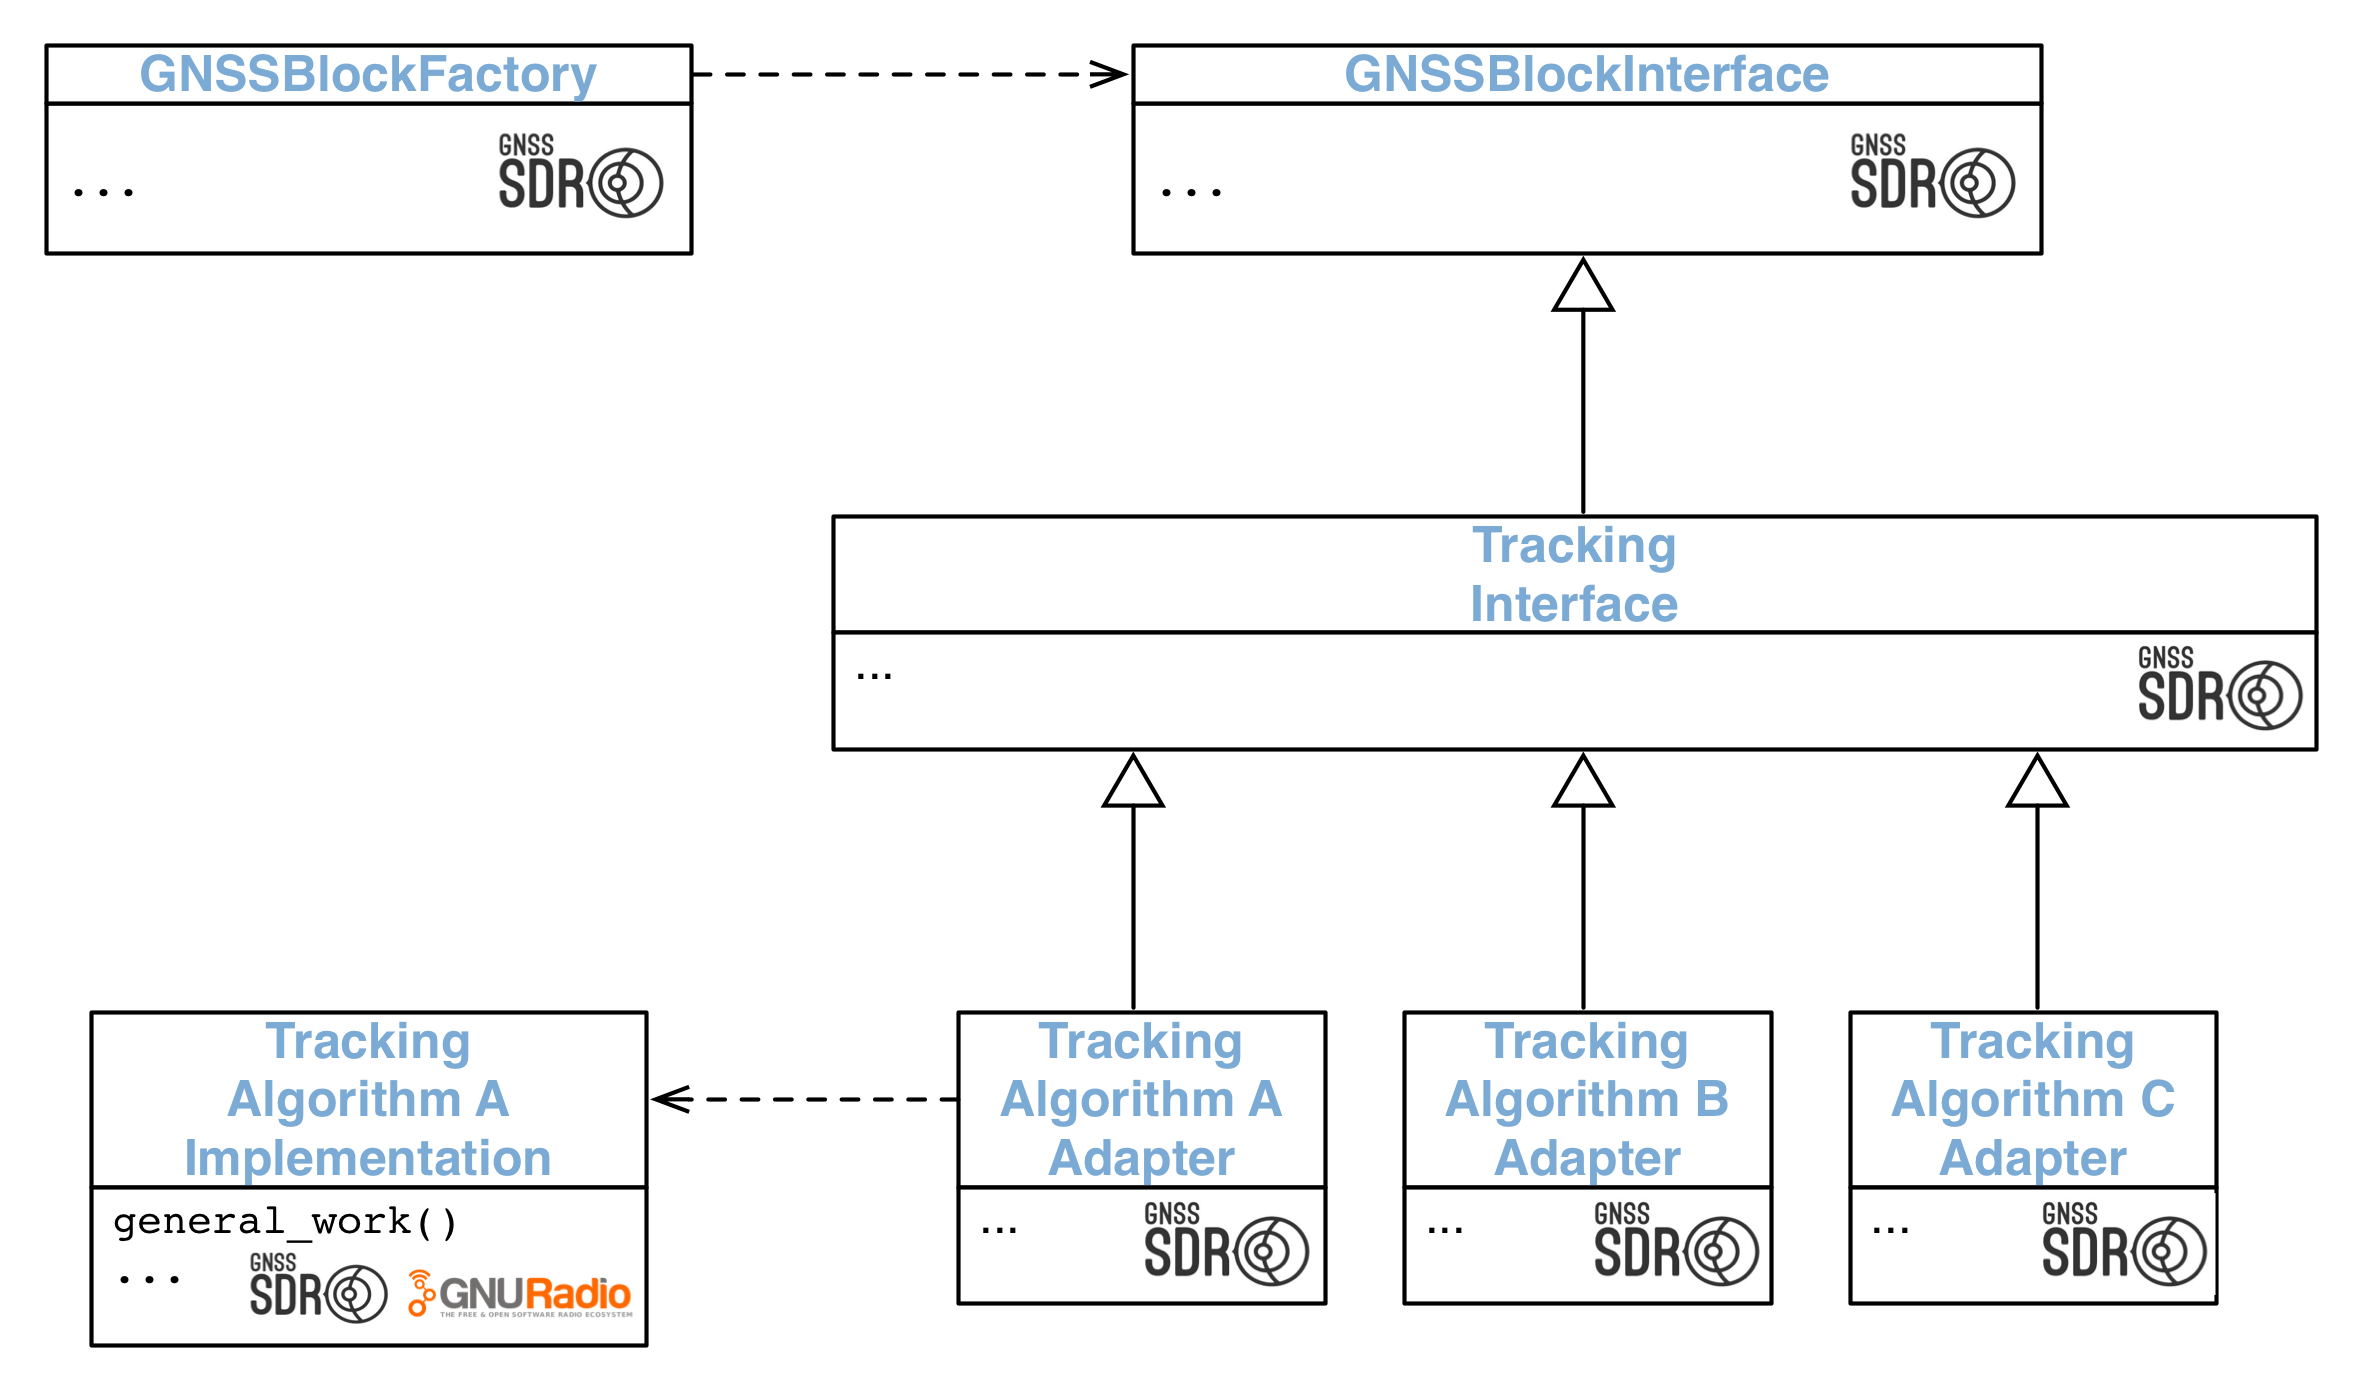 GNSSBlockFactory
...
GNSS
SDR
GNSSBlockInterface
...
GNSS
SDR
Tracking
Interface
...
GNSS
SDR
Tracking
Algorithm A
Implementation
general_work()
...
GNSS
SDR
GNURadio
THE FREE & OPEN SOFTWARE RADIO ECOSYSTEM
Tracking
Algorithm A
Adapter
...
GNSS
SDR
Tracking
Algorithm B
Adapter
...
GNSS
SDR
Tracking
Algorithm C
Adapter
...
GNSS
SDR